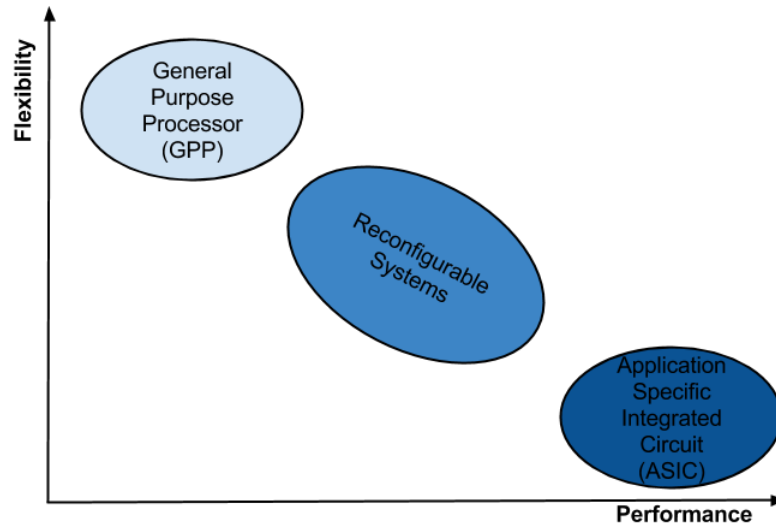 Flexibility
General
Purpose
Processor
(GPP)
Reconfigurable
Systems
Application
Specific
Integrated
Circuit
(ASIC)
Performance